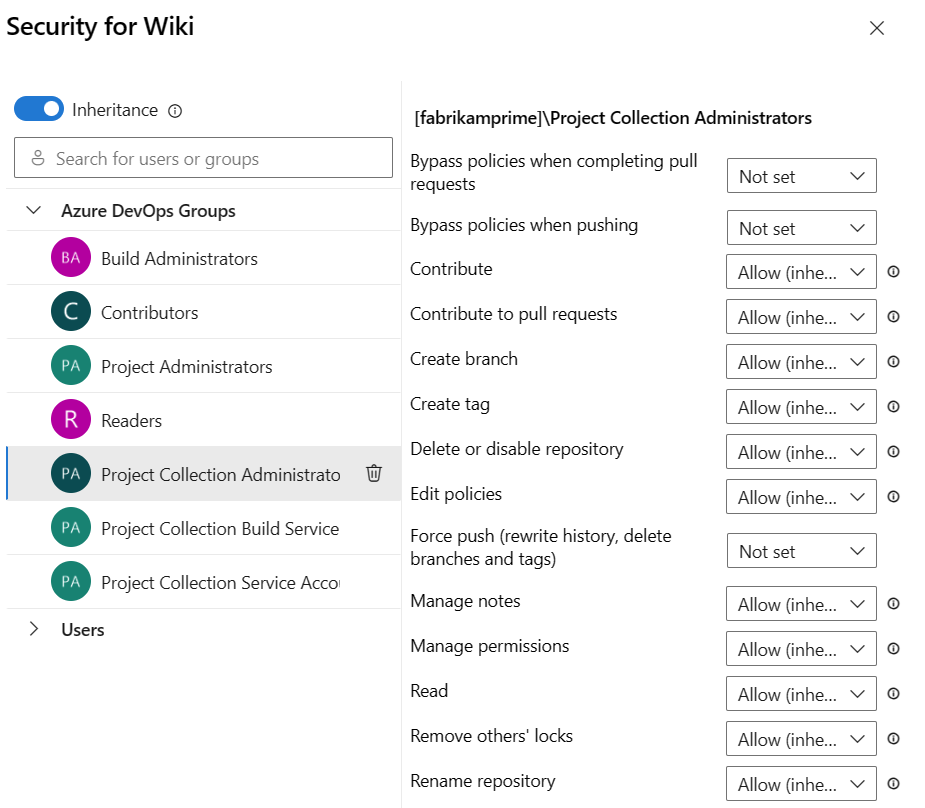 Security for Wiki
Inheritance
Search for users or groups
Azure DevOps Groups
BA Build Administrators
C Contributors
PA Project Administrators
R Readers
PA Project Collection Administrato
PA Project Collection Build Service
PA Project Collection Service Acco
Users
[fabrikamprime]\Project Collection Administrators
Bypass policies when completing pull
requests
Not set
Bypass policies when pushing
Not set
Contribute
Allow (inhe...
Contribute to pull requests
Allow (inhe...
Create branch
Allow (inhe...
Create tag
Allow (inhe...
Delete or disable repository
Allow (inhe...
Edit policies
Allow (inhe...
Force push (rewrite history, delete
branches and tags)
Not set
Manage notes
Allow (inhe...
Manage permissions
Allow (inhe...
Read
Allow (inhe...
Remove others' locks
Allow (inhe...
Rename repository
Allow (inhe...